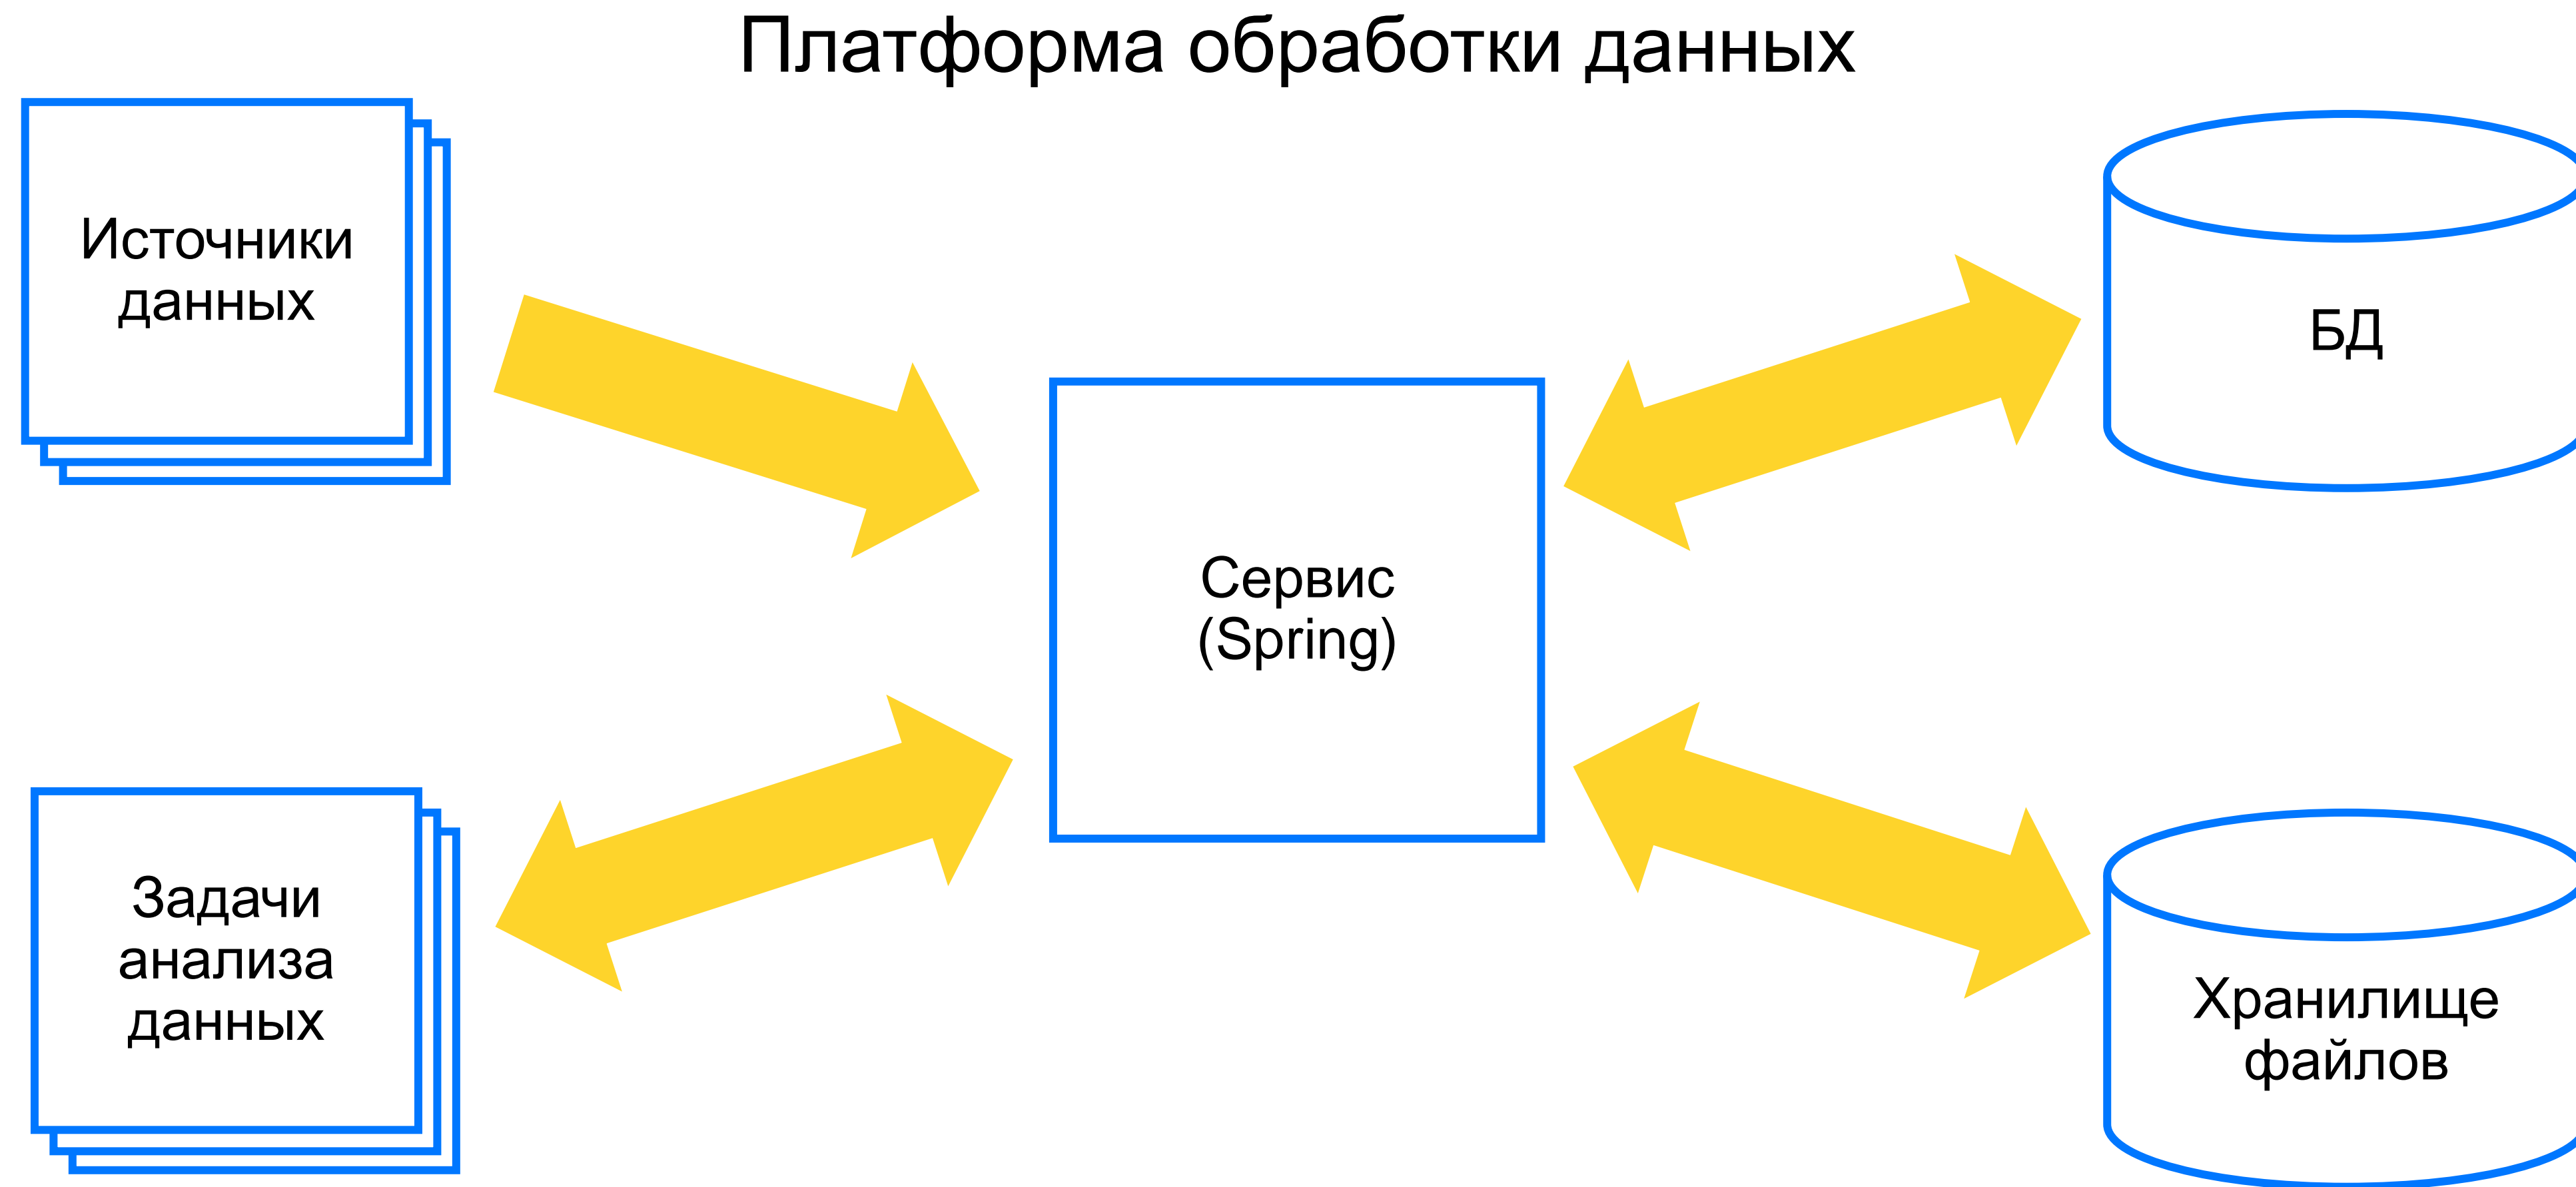 Платформа обработки данных
Источники
данных
БД
Сервис
(Spring)
Задачи
анализа
данных
Хранилище
файлов